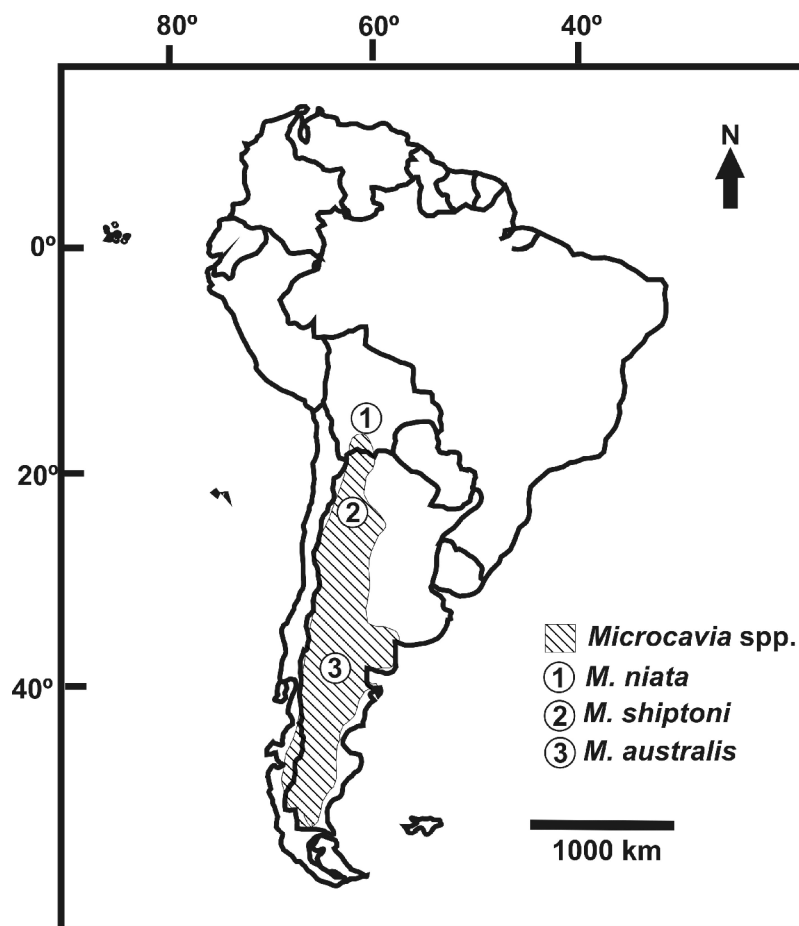 80º 60º 40º
N
0º
1
20º
2
Microcavia spp.
3
1 M. niata
40º
2 M. shiptoni
3 M. australis
1000 km